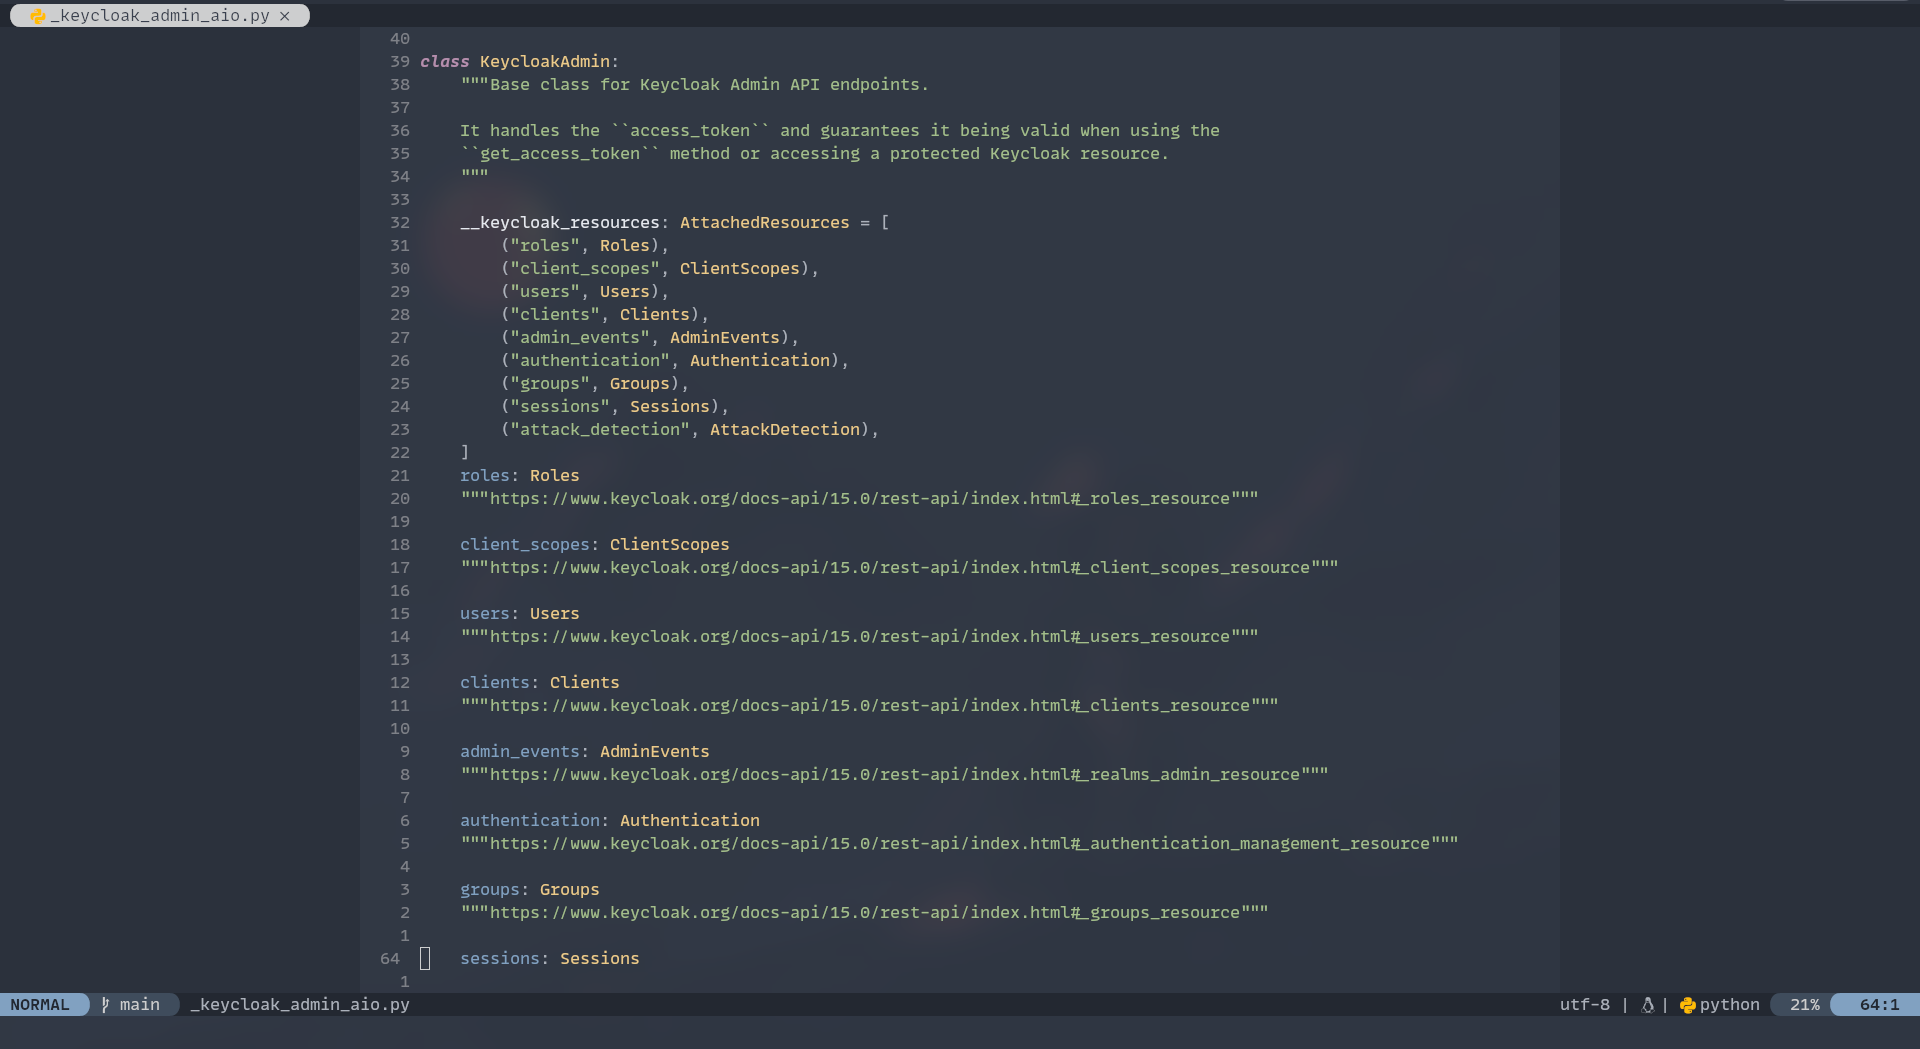 _keycloak_admin_aio.py ×
40
39 class KeycloakAdmin:
38     """Base class for Keycloak Admin API endpoints.
37
36     It handles the ``access_token`` and guarantees it being valid when using the
35     ``get_access_token`` method or accessing a protected Keycloak resource.
34     """
33
32     __keycloak_resources: AttachedResources = [
31         ("roles", Roles),
30         ("client_scopes", ClientScopes),
29         ("users", Users),
28         ("clients", Clients),
27         ("admin_events", AdminEvents),
26         ("authentication", Authentication),
25         ("groups", Groups),
24         ("sessions", Sessions),
23         ("attack_detection", AttackDetection),
22     ]
21     roles: Roles
20     """https://www.keycloak.org/docs-api/15.0/rest-api/index.html#_roles_resource"""
19
18     client_scopes: ClientScopes
17     """https://www.keycloak.org/docs-api/15.0/rest-api/index.html#_client_scopes_resource"""
16
15     users: Users
14     """https://www.keycloak.org/docs-api/15.0/rest-api/index.html#_users_resource"""
13
12     clients: Clients
11     """https://www.keycloak.org/docs-api/15.0/rest-api/index.html#_clients_resource"""
10
9     admin_events: AdminEvents
8     """https://www.keycloak.org/docs-api/15.0/rest-api/index.html#_realms_admin_resource"""
7
6     authentication: Authentication
5     """https://www.keycloak.org/docs-api/15.0/rest-api/index.html#_authentication_management_resource"""
4
3     groups: Groups
2     """https://www.keycloak.org/docs-api/15.0/rest-api/index.html#_groups_resource"""
1
64     sessions: Sessions
1
NORMAL main _keycloak_admin_aio.py utf-8 | | python 21% 64:1